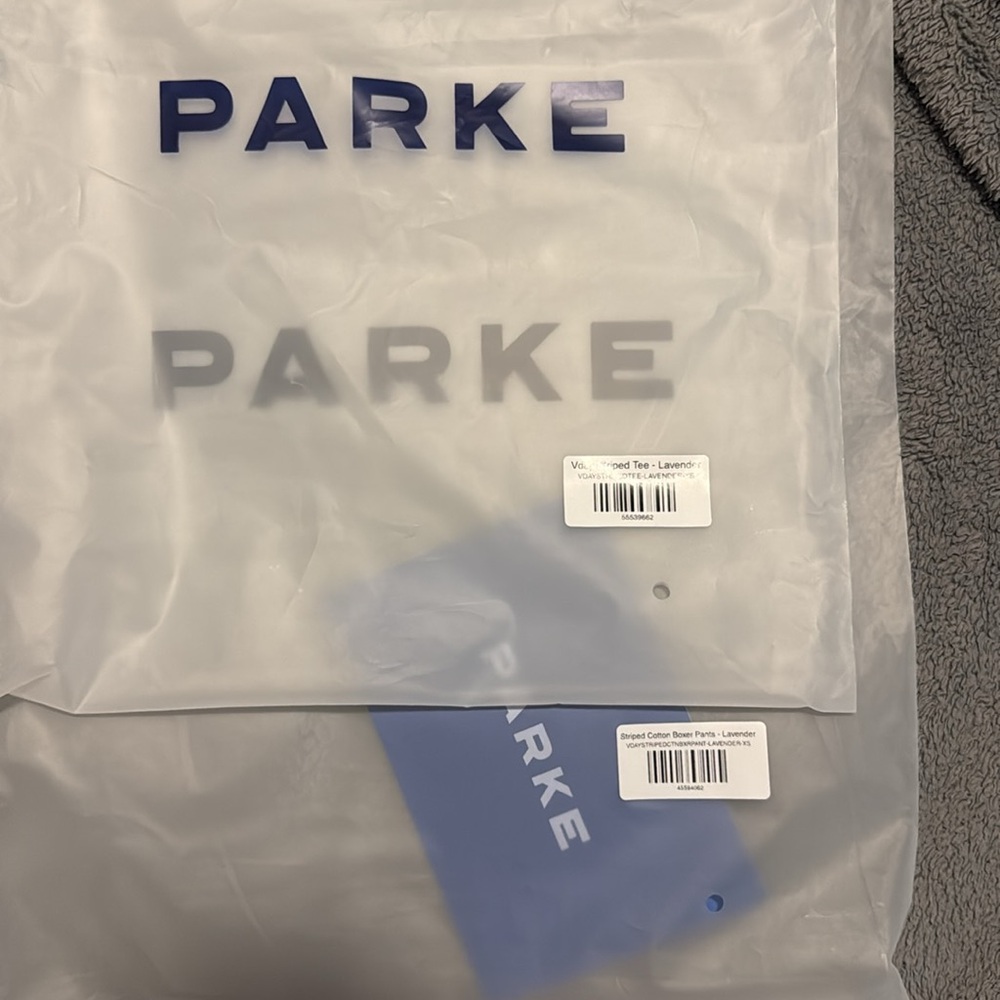 PARKE
PARKE
Striped Tee - Lavender
55539662
PARKE
Striped Cotton Boxer Pants - Lavender
VDAYSTRIPEDCTNBXRPANT-LAVENDER-XS
45594062